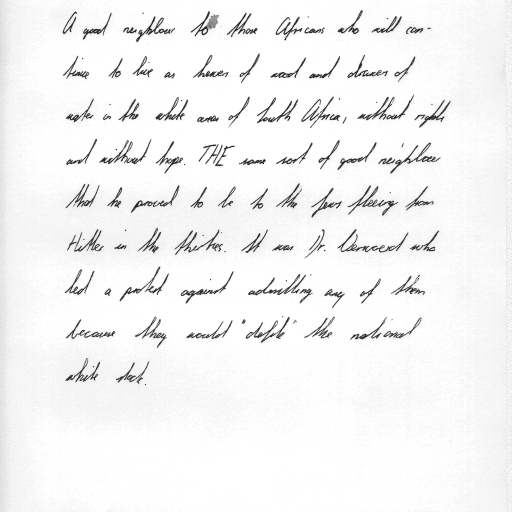 A good neighbour to those Africans who will con-
tinue to live as hewers of wood and drawers of
water in the white areas of South Africa, without rights
and without hope. THE same sort of good neighbour
that he proved to be to the Jews fleeing from
Hitler in the thirties. It was Dr. Verwoerd who
led a protest against admitting any of them
because they would "defile" the national
white stock.